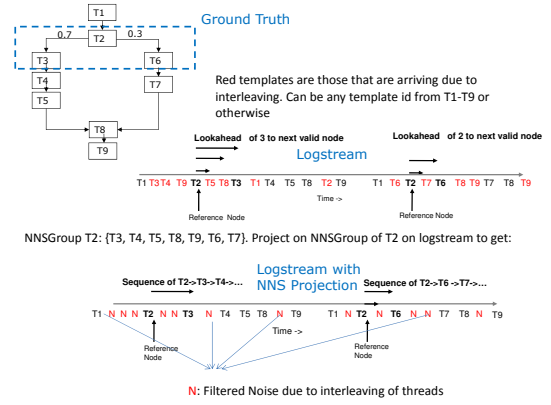 T1
Ground Truth
0.7
T2
0.3
T3
T6
T4
T7
T5
T8
T9
Red templates are those that are arriving due to
interleaving. Can be any template id from T1-T9 or
otherwise
Lookahead of 3 to next valid node
Lookahead of 2 to next valid node
Logstream
T1 T3 T4 T9 T2 T5 T8 T3 T1 T4 T5 T8 T2 T9 T1 T6 T2 T7 T6 T8 T9 T7 T8 T9
Time ->
Reference Node
Reference Node
NNSGroup T2: {T3, T4, T5, T8, T9, T6, T7}. Project on NNSGroup of T2 on logstream to get:
Logstream with
NNS Projection
Sequence of T2->T3->T4->...
Sequence of T2->T6 ->T7->...
T1 N N N T2 N N T3 N T4 T5 T8 N T9 T1 N T2 N T6 N N T7 T8 N T9
Time ->
Reference
Node
Reference
Node
N: Filtered Noise due to interleaving of threads